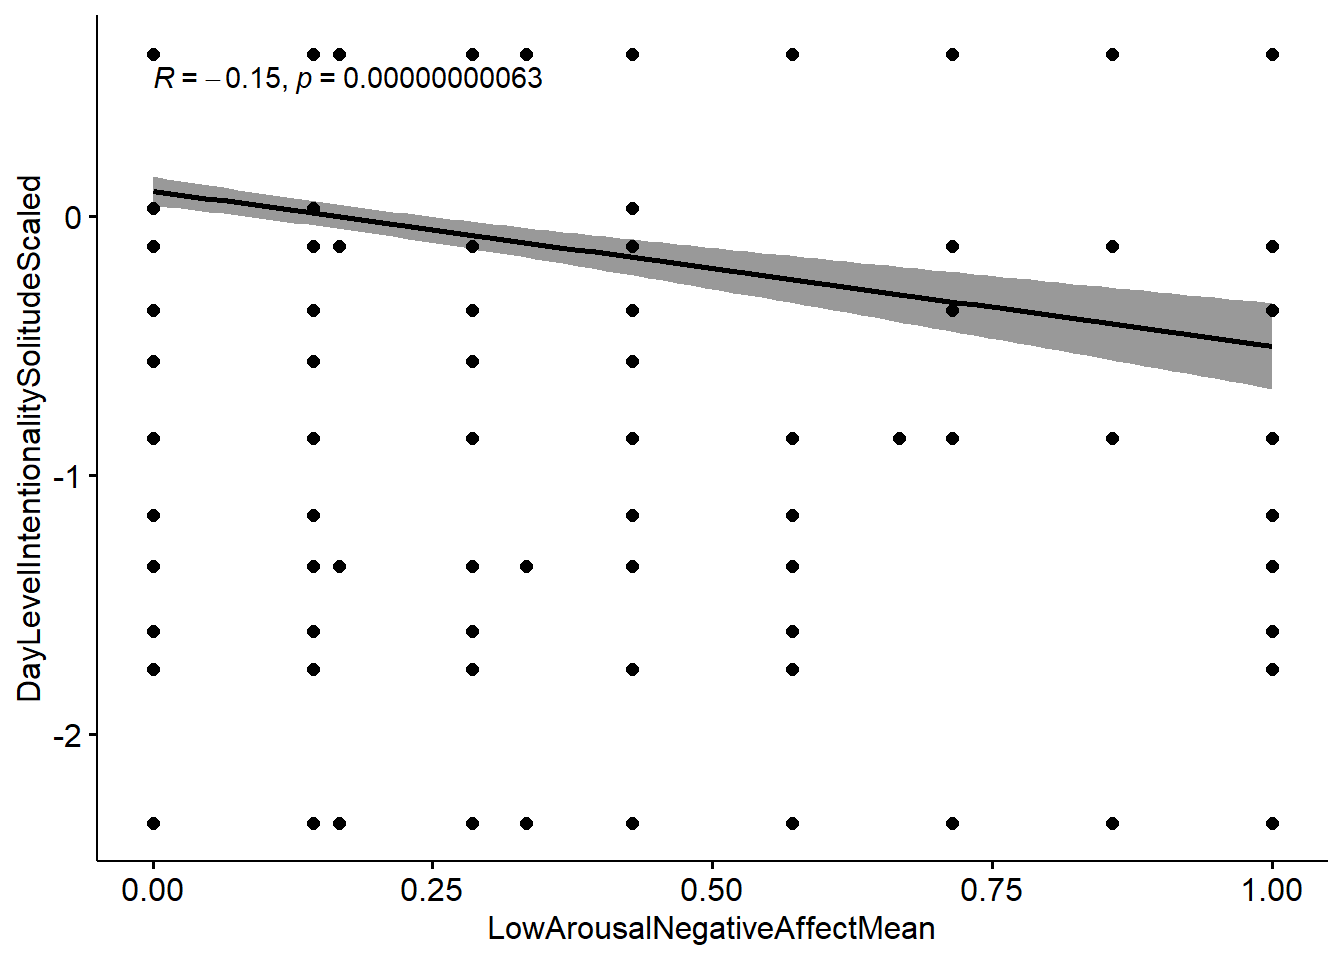 R = −0.15, p = 0.00000000063
DayLevelIntentionalitySolitudeScaled
0
-1
-2
0.00 0.25 0.50 0.75 1.00
LowArousalNegativeAffectMean